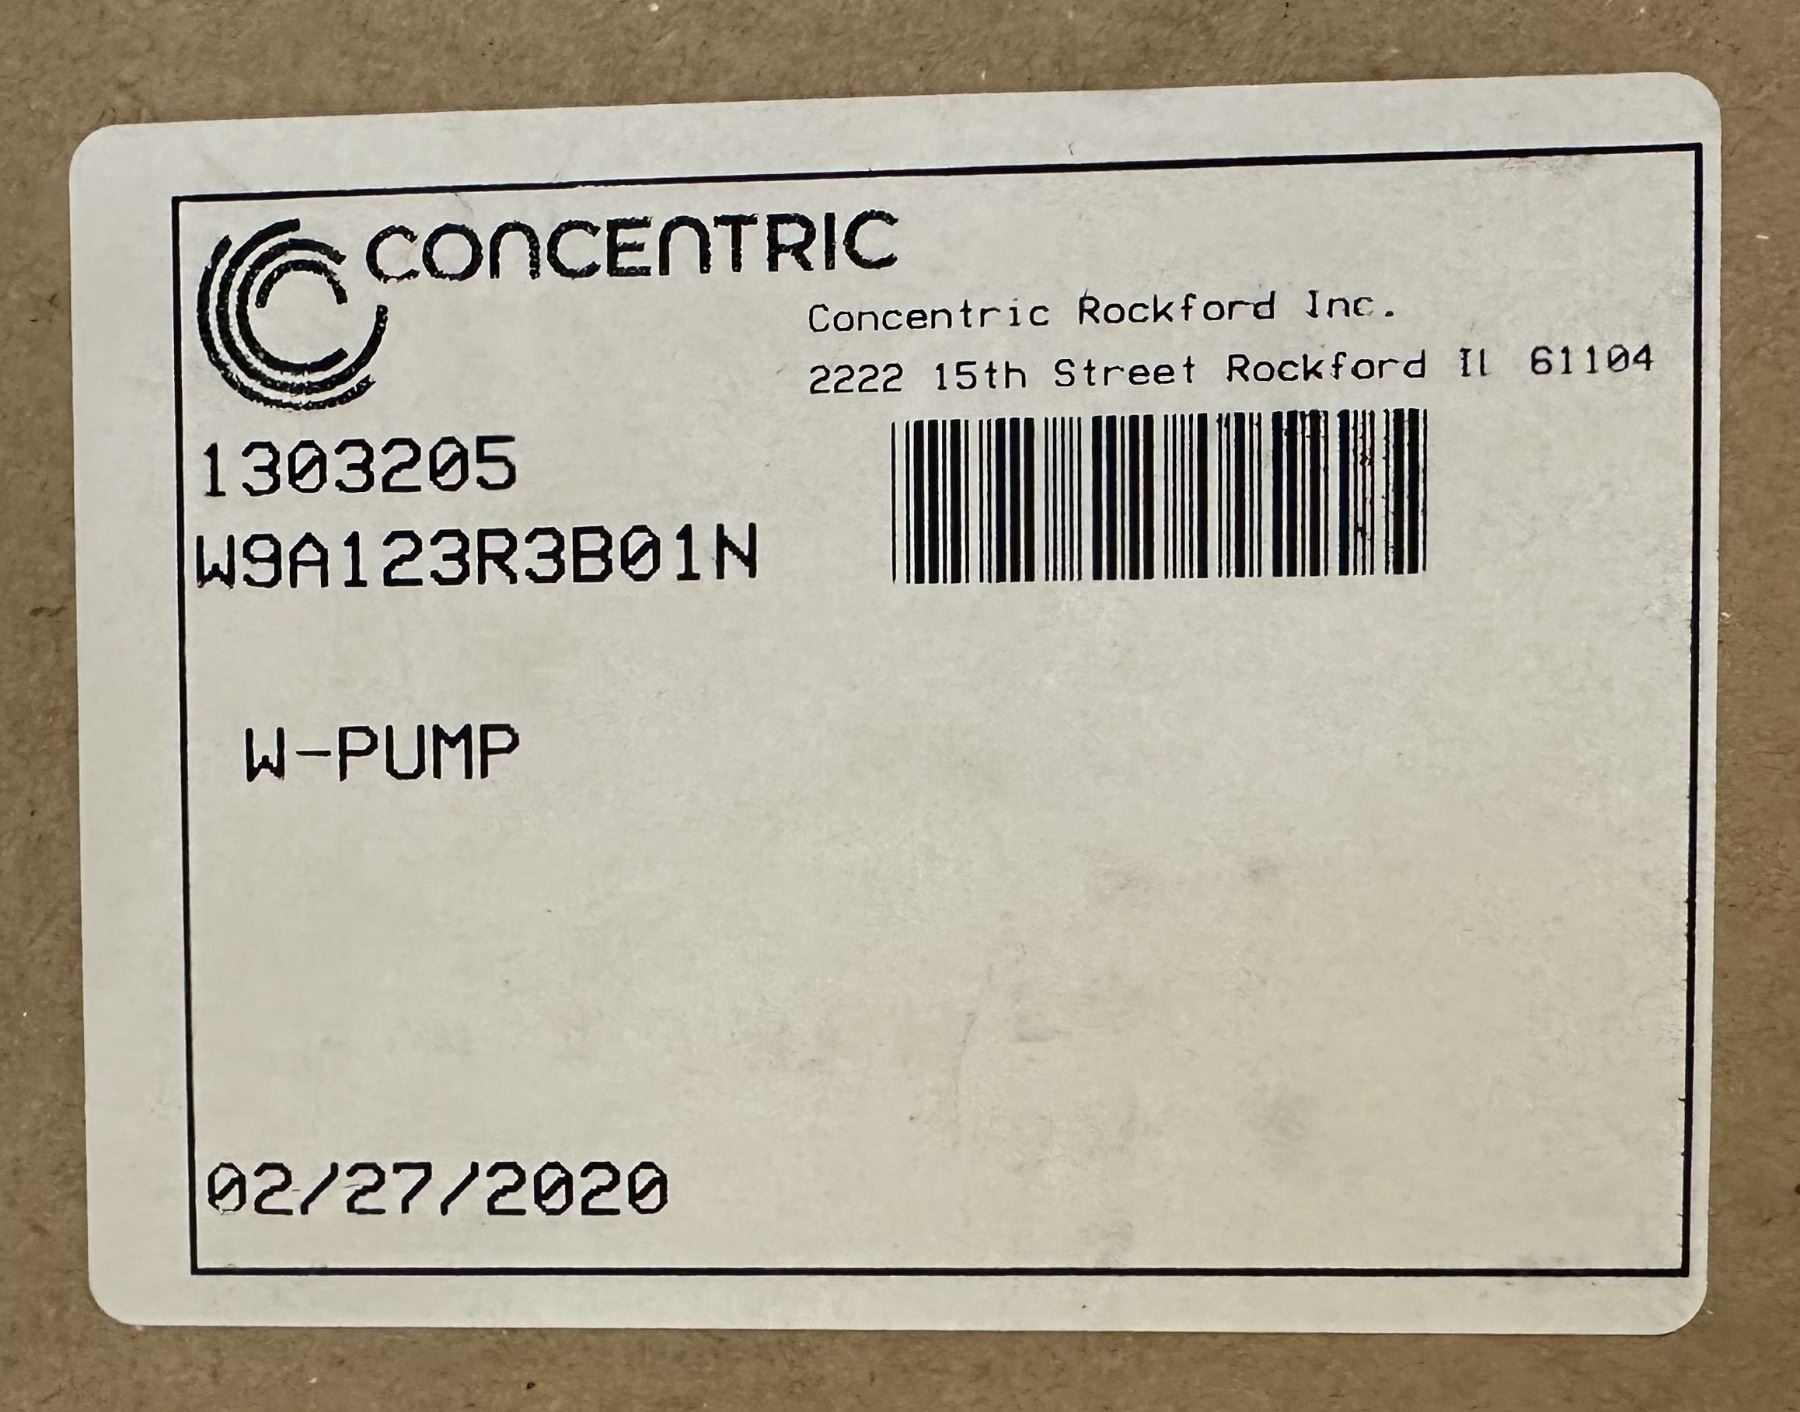 CONCENTRIC
Concentric Rockford Inc.
2222 15th Street Rockford Il 61104
1303205
W9A123R3B01N
W-PUMP
02/27/2020